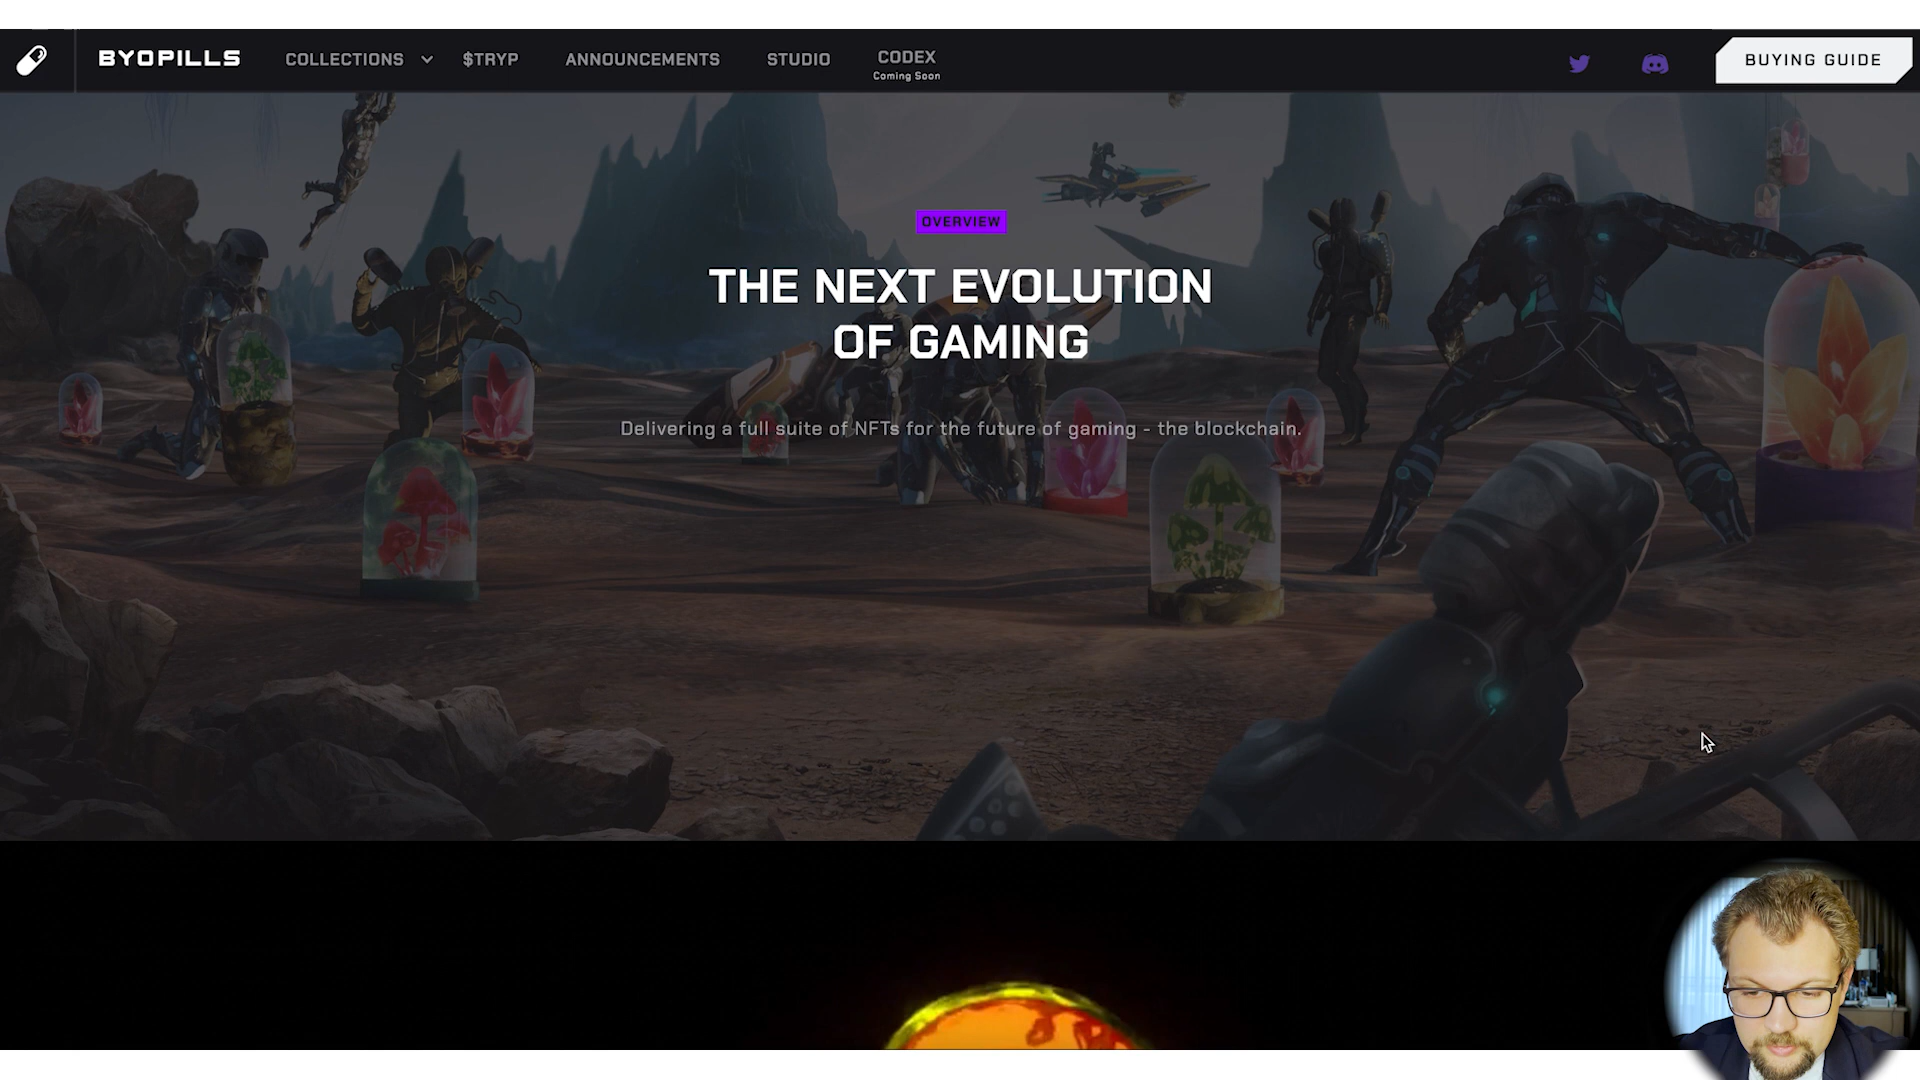 BYOPILLS
COLLECTIONS
$TRYP
ANNOUNCEMENTS
STUDIO
CODEX
Coming Soon
BUYING GUIDE
OVERVIEW
THE NEXT EVOLUTION
OF GAMING
Delivering a full suite of NFTs for the future of gaming - the blockchain.